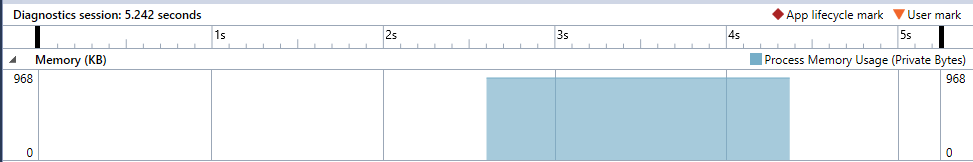 Diagnostics session: 5.242 seconds App lifecycle mark User mark
1s 2s 3s 4s 5s
Memory (KB) Process Memory Usage (Private Bytes)
968 968
0 0